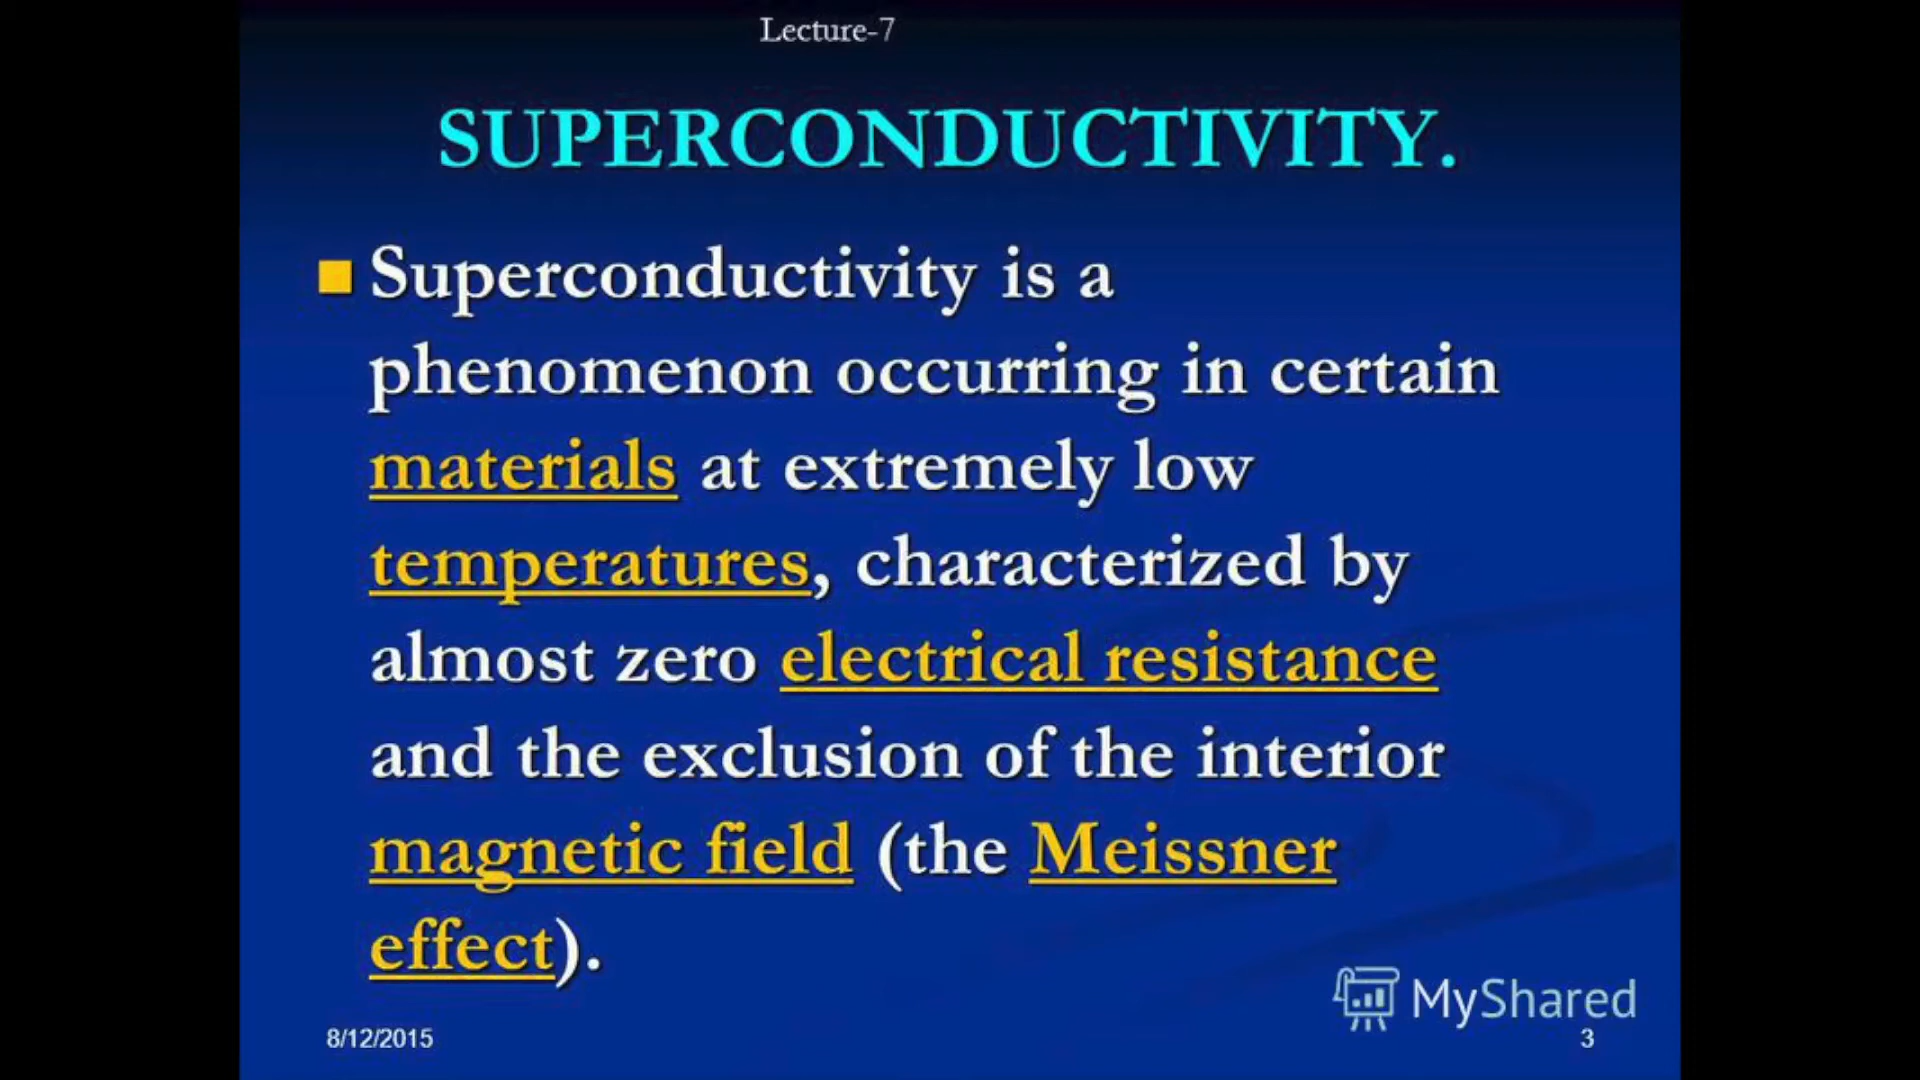 Lecture-7
SUPERCONDUCTIVITY.
Superconductivity is a
phenomenon occurring in certain
materials at extremely low
temperatures, characterized by
almost zero electrical resistance
and the exclusion of the interior
magnetic field (the Meissner
effect).
MyShared
8/12/2015
3